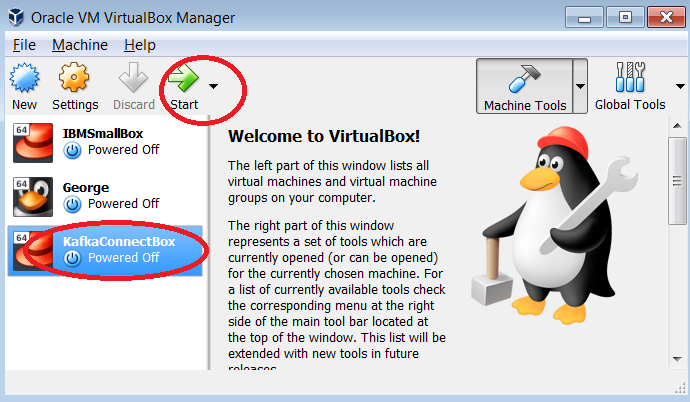 Oracle VM VirtualBox Manager
File Machine Help
New Settings Discard Start Machine Tools Global Tools
64 IBMSmallBox
Powered Off
64 George
Powered Off
64 KafkaConnectBox
Powered Off
Welcome to VirtualBox!
The left part of this window lists all
virtual machines and virtual machine
groups on your computer.
The right part of this window
represents a set of tools which are
currently opened (or can be opened)
for the currently chosen machine. For
a list of currently available tools check
the corresponding menu at the right
side of the main tool bar located at
the top of the window. This list will be
extended with new tools in future
releases.